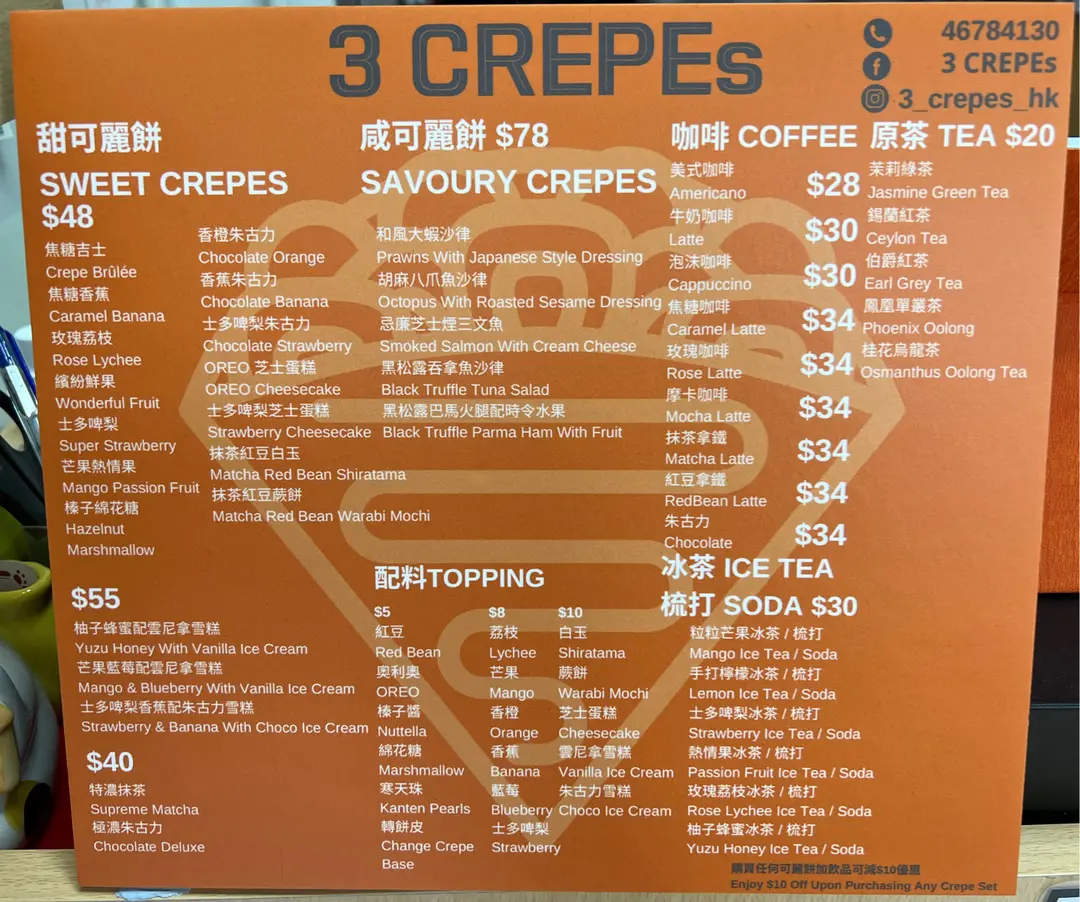 3 CREPEs
46784130
3 CREPEs
3_crepes_hk
甜可麗餅
SWEET CREPES
$48
焦糖吉士
Crepe Brûlée
焦糖香蕉
Caramel Banana
玫瑰荔枝
Rose Lychee
繽紛鮮果
Wonderful Fruit
士多啤梨
Super Strawberry
芒果熱情果
Mango Passion Fruit
榛子綿花糖
Hazelnut
Marshmallow
香橙朱古力
Chocolate Orange
香蕉朱古力
Chocolate Banana
士多啤梨朱古力
Chocolate Strawberry
OREO 芝士蛋糕
OREO Cheesecake
士多啤梨芝士蛋糕
Strawberry Cheesecake
抹茶紅豆白玉
Matcha Red Bean Shiratama
抹茶紅豆蕨餅
Matcha Red Bean Warabi Mochi
$55
柚子蜂蜜配雲尼拿雪糕
Yuzu Honey With Vanilla Ice Cream
芒果藍莓配雲尼拿雪糕
Mango & Blueberry With Vanilla Ice Cream
士多啤梨香蕉配朱古力雪糕
Strawberry & Banana With Choco Ice Cream
$40
特濃抹茶
Supreme Matcha
極濃朱古力
Chocolate Deluxe
咸可麗餅 $78
SAVOURY CREPES
和風大蝦沙律
Prawns With Japanese Style Dressing
胡麻八爪魚沙律
Octopus With Roasted Sesame Dressing
忌廉芝士煙三文魚
Smoked Salmon With Cream Cheese
黑松露吞拿魚沙律
Black Truffle Tuna Salad
黑松露巴馬火腿配時令水果
Black Truffle Parma Ham With Fruit
配料TOPPING
$5
紅豆
Red Bean
奧利奧
OREO
榛子醬
Nuttella
綿花糖
Marshmallow
寒天珠
Kanten Pearls
轉餅皮
Change Crepe
Base
$8
荔枝
Lychee
芒果
Mango
香橙
Orange
香蕉
Banana
藍莓
Blueberry
士多啤梨
Strawberry
$10
白玉
Shiratama
蕨餅
Warabi Mochi
芝士蛋糕
Cheesecake
雲尼拿雪糕
Vanilla Ice Cream
朱古力雪糕
Choco Ice Cream
咖啡 COFFEE
美式咖啡
Americano $28
牛奶咖啡
Latte $30
泡沫咖啡
Cappuccino $30
焦糖咖啡
Caramel Latte $34
玫瑰咖啡
Rose Latte $34
摩卡咖啡
Mocha Latte $34
抹茶拿鐵
Matcha Latte $34
紅豆拿鐵
RedBean Latte $34
朱古力
Chocolate $34
原茶 TEA $20
茉莉綠茶
Jasmine Green Tea
錫蘭紅茶
Ceylon Tea
伯爵紅茶
Earl Grey Tea
鳳凰單叢茶
Phoenix Oolong
桂花烏龍茶
Osmanthus Oolong Tea
冰茶 ICE TEA
梳打 SODA $30
粒粒芒果冰茶 / 梳打
Mango Ice Tea / Soda
手打檸檬冰茶 / 梳打
Lemon Ice Tea / Soda
士多啤梨冰茶 / 梳打
Strawberry Ice Tea / Soda
熱情果冰茶 / 梳打
Passion Fruit Ice Tea / Soda
玫瑰荔枝冰茶 / 梳打
Rose Lychee Ice Tea / Soda
柚子蜂蜜冰茶 / 梳打
Yuzu Honey Ice Tea / Soda
購買任何可麗餅加飲品可減$10優惠
Enjoy $10 Off Upon Purchasing Any Crepe Set